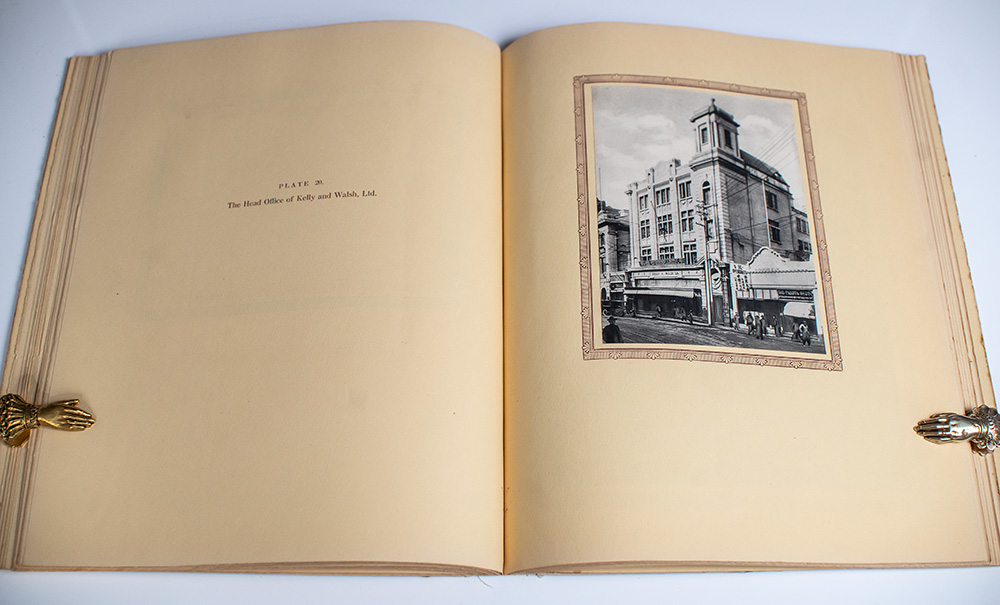 PLATE 20.
The Head Office of Kelly and Walsh, Ltd.